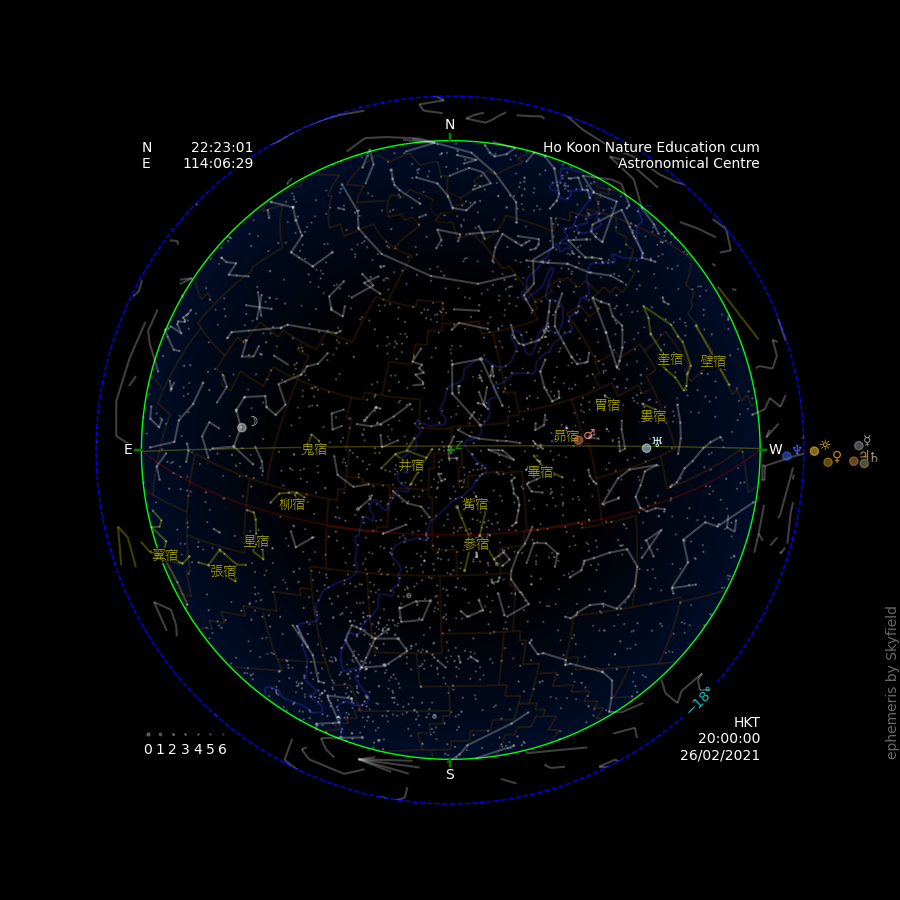 N
N 22:23:01
E 114:06:29
Ho Koon Nature Education cum
Astronomical Centre
奎宿
壁宿
胃宿
婁宿
☽
昴宿
♂
♅
E
鬼宿
Z
W
♆
☼
♀
☿
♃
♄
井宿
畢宿
柳宿
觜宿
星宿
參宿
翼宿
張宿
−18°
ephemeris by Skyfield
HKT
20:00:00
26/02/2021
0 1 2 3 4 5 6
S